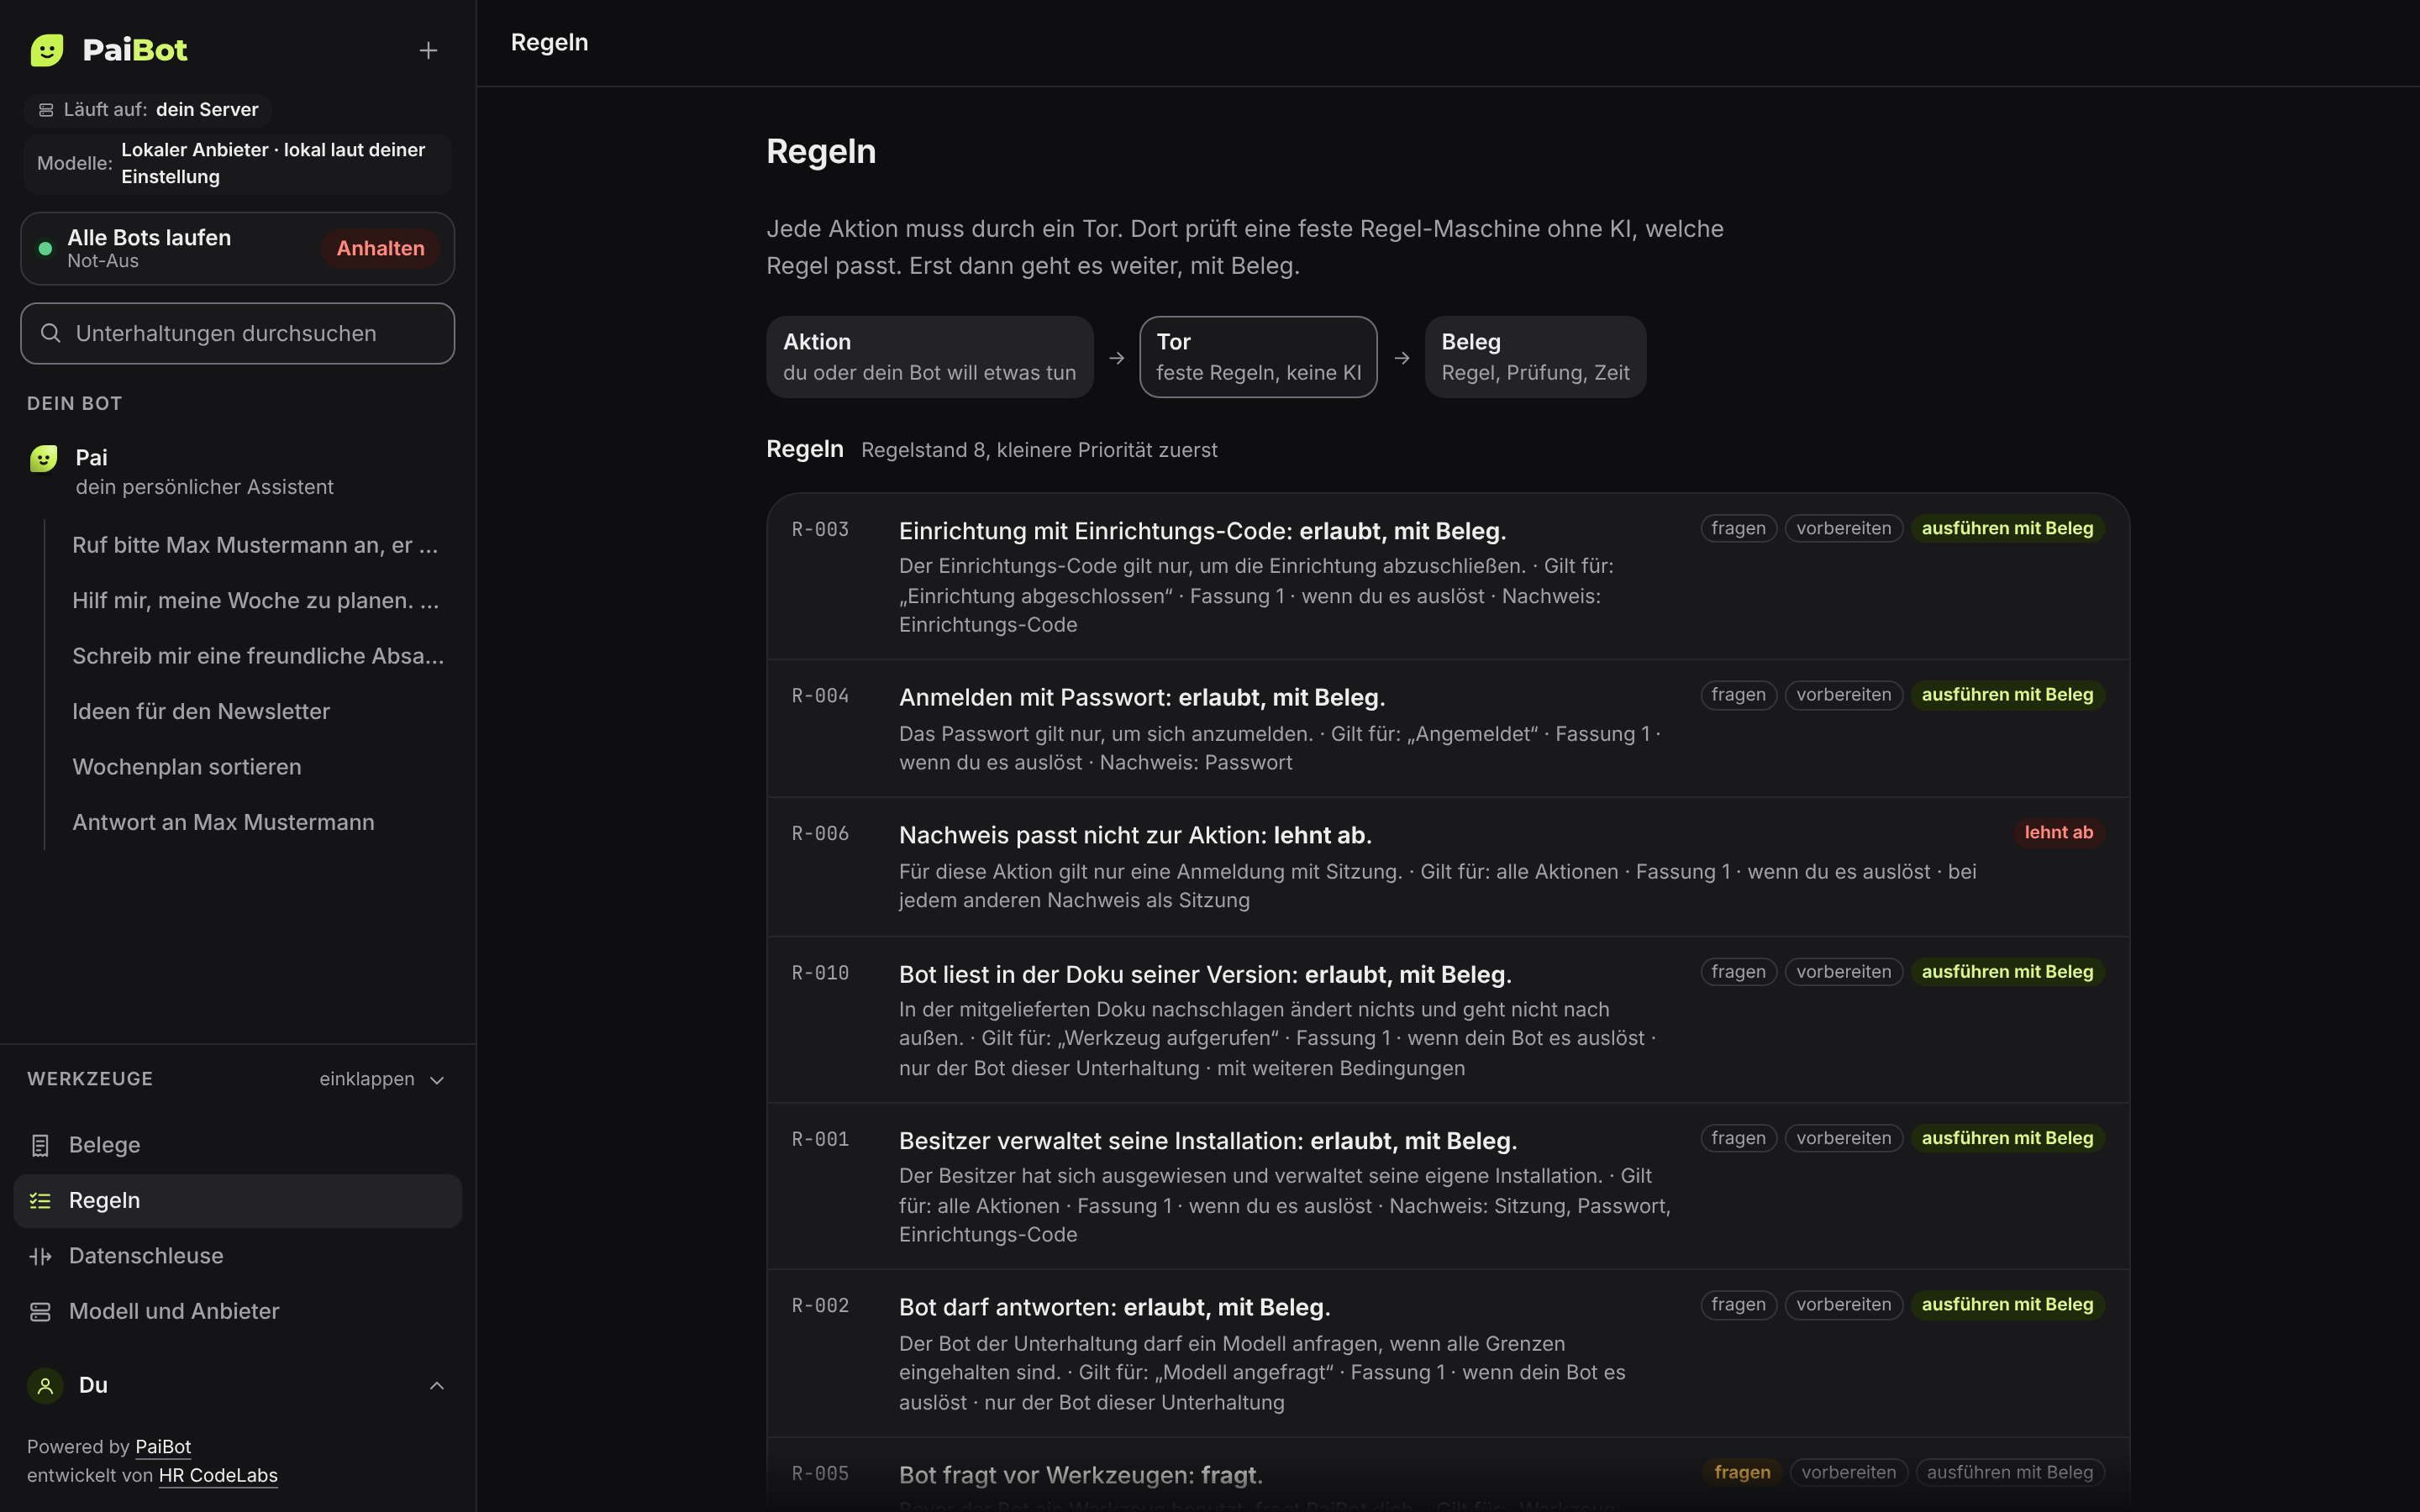 PaiBot
Läuft auf: dein Server
Modelle: Lokaler Anbieter · lokal laut deiner
Einstellung
Alle Bots laufen
Not-Aus
Anhalten
Unterhaltungen durchsuchen
DEIN BOT
Pai
dein persönlicher Assistent
Ruf bitte Max Mustermann an, er ...
Hilf mir, meine Woche zu planen. ...
Schreib mir eine freundliche Absa...
Ideen für den Newsletter
Wochenplan sortieren
Antwort an Max Mustermann
WERKZEUGE einklappen
Belege
Regeln
Datenschleuse
Modell und Anbieter
Du
Powered by PaiBot
entwickelt von HR CodeLabs
Regeln
Regeln
Jede Aktion muss durch ein Tor. Dort prüft eine feste Regel-Maschine ohne KI, welche
Regel passt. Erst dann geht es weiter, mit Beleg.
Aktion
du oder dein Bot will etwas tun
→
Tor
feste Regeln, keine KI
→
Beleg
Regel, Prüfung, Zeit
Regeln Regelstand 8, kleinere Priorität zuerst
R-003 Einrichtung mit Einrichtungs-Code: erlaubt, mit Beleg. fragen vorbereiten ausführen mit Beleg
Der Einrichtungs-Code gilt nur, um die Einrichtung abzuschließen. · Gilt für:
„Einrichtung abgeschlossen“ · Fassung 1 · wenn du es auslöst · Nachweis:
Einrichtungs-Code
R-004 Anmelden mit Passwort: erlaubt, mit Beleg. fragen vorbereiten ausführen mit Beleg
Das Passwort gilt nur, um sich anzumelden. · Gilt für: „Angemeldet“ · Fassung 1 ·
wenn du es auslöst · Nachweis: Passwort
R-006 Nachweis passt nicht zur Aktion: lehnt ab. lehnt ab
Für diese Aktion gilt nur eine Anmeldung mit Sitzung. · Gilt für: alle Aktionen · Fassung 1 · wenn du es auslöst · bei
jedem anderen Nachweis als Sitzung
R-010 Bot liest in der Doku seiner Version: erlaubt, mit Beleg. fragen vorbereiten ausführen mit Beleg
In der mitgelieferten Doku nachschlagen ändert nichts und geht nicht nach
außen. · Gilt für: „Werkzeug aufgerufen“ · Fassung 1 · wenn dein Bot es auslöst ·
nur der Bot dieser Unterhaltung · mit weiteren Bedingungen
R-001 Besitzer verwaltet seine Installation: erlaubt, mit Beleg. fragen vorbereiten ausführen mit Beleg
Der Besitzer hat sich ausgewiesen und verwaltet seine eigene Installation. · Gilt
für: alle Aktionen · Fassung 1 · wenn du es auslöst · Nachweis: Sitzung, Passwort,
Einrichtungs-Code
R-002 Bot darf antworten: erlaubt, mit Beleg. fragen vorbereiten ausführen mit Beleg
Der Bot der Unterhaltung darf ein Modell anfragen, wenn alle Grenzen
eingehalten sind. · Gilt für: „Modell angefragt“ · Fassung 1 · wenn dein Bot es
auslöst · nur der Bot dieser Unterhaltung
R-005 Bot fragt vor Werkzeugen: fragt. fragen vorbereiten ausführen mit Beleg